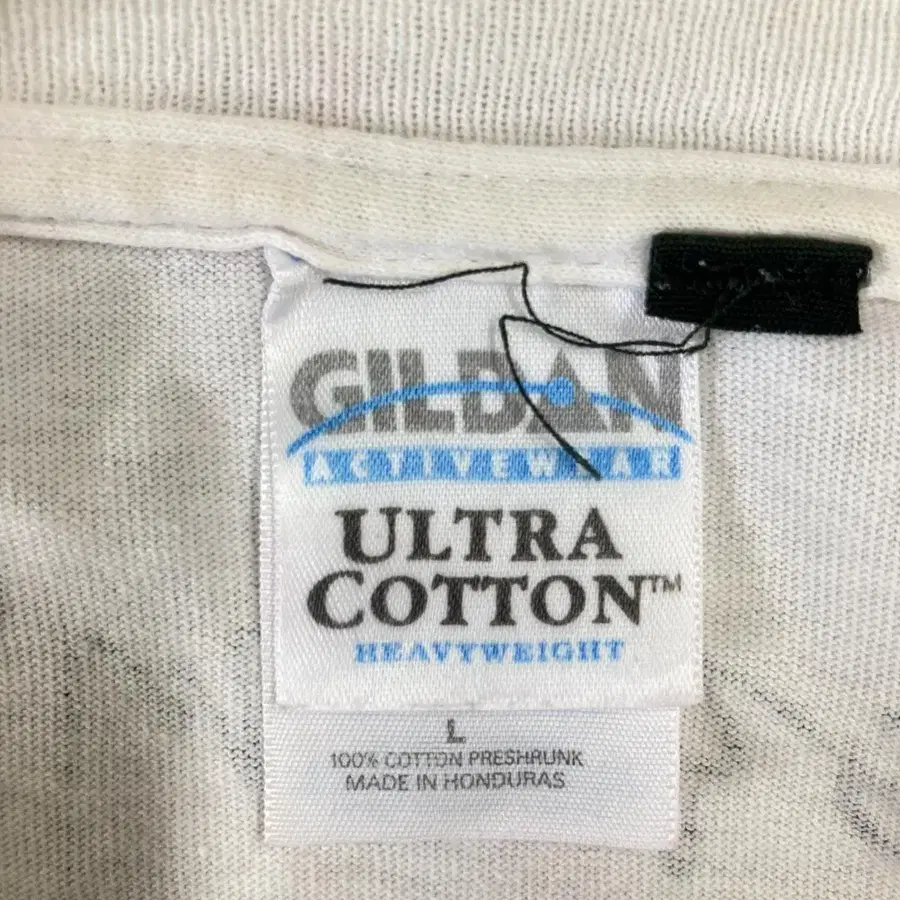 GILDAN
ACTIVEWEAR
ULTRA
COTTON™
HEAVYWEIGHT
L
100% COTTON PRESHRUNK
MADE IN HONDURAS